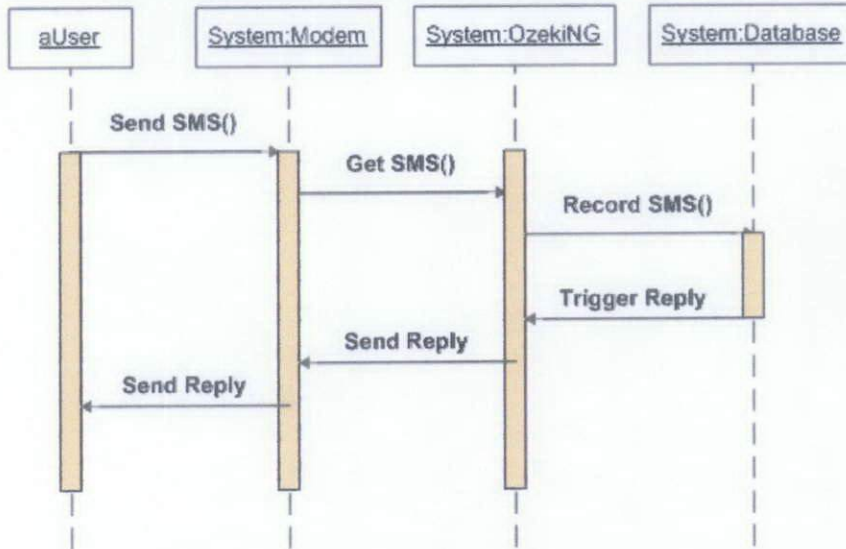 aUser
System:Modem
System:OzekiNG
System:Database
Send SMS()
Get SMS()
Record SMS()
Trigger Reply
Send Reply
Send Reply